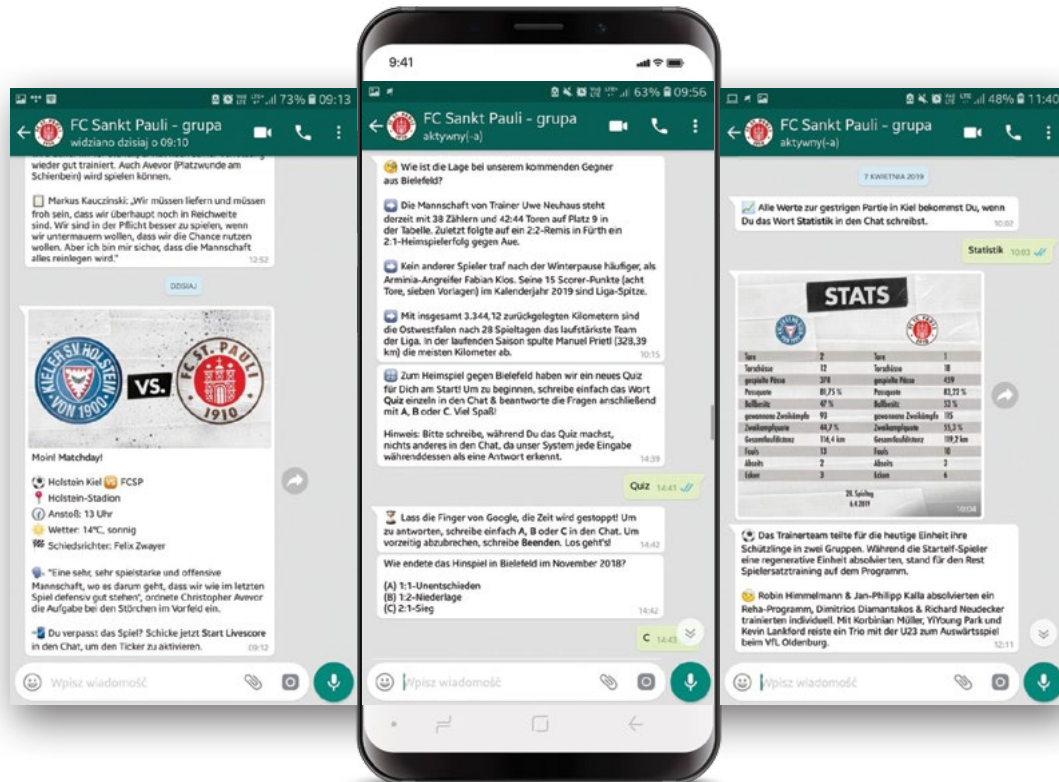 73% 09:13
FC Sankt Pauli - grupa
widziano dzisiaj o 09:10
wieder gut trainiert. Auch Avevor (Platzwunde am
Schienbein) wird spielen können.
Markus Kauczinski: „Wir müssen liefern und müssen
froh sein, dass wir überhaupt noch in Reichweite
sind. Wir sind in der Pflicht besser zu spielen, wenn
wir untermauern wollen, dass wir die Chance nutzen
wollen. Aber ich bin mir sicher, dass die Mannschaft
alles reinlegen wird."
12:52
DZISIAJ
KIELER S.V. HOLSTEIN
VON 1900
VS.
FC ST. PAULI
1910
Moin! Matchday!
Holstein Kiel VS FCSP
Holstein-Stadion
Anstoß: 13 Uhr
Wetter: 14°C, sonnig
Schiedsrichter: Felix Zwayer
"Eine sehr, sehr spielstarke und offensive
Mannschaft, wo es darum geht, dass wir wie im letzten
Spiel defensiv gut stehen", ordnete Christopher Avevor
die Aufgabe bei den Störchen im Vorfeld ein.
Du verpasst das Spiel? Schicke jetzt Start Livescore
in den Chat, um den Ticker zu aktivieren.
09:12
Wpisz wiadomość
9:41
63% 09:56
FC Sankt Pauli - grupa
aktywny(-a)
Wie ist die Lage bei unserem kommenden Gegner
aus Bielefeld?
Die Mannschaft von Trainer Uwe Neuhaus steht
derzeit mit 38 Zählern und 42:44 Toren auf Platz 9 in
der Tabelle. Zuletzt folgte auf ein 2:2-Remis in Fürth ein
2:1-Heimspielerfolg gegen Aue.
Kein anderer Spieler traf nach der Winterpause häufiger, als
Arminia-Angreifer Fabian Klos. Seine 15 Scorer-Punkte (acht
Tore, sieben Vorlagen) im Kalenderjahr 2019 sind Liga-Spitze.
Mit insgesamt 3.344,12 zurückgelegten Kilometern sind
die Ostwestfalen nach 28 Spieltagen das laufstärkste Team
der Liga. In der laufenden Saison spulte Manuel Prietl (328,39
km) die meisten Kilometer ab.
10:15
Zum Heimspiel gegen Bielefeld haben wir ein neues Quiz
für Dich am Start! Um zu beginnen, schreibe einfach das Wort
Quiz einzeln in den Chat & beantworte die Fragen anschließend
mit A, B oder C. Viel Spaß!
Hinweis: Bitte schreibe, während Du das Quiz machst,
nichts anderes in den Chat, da unser System jede Eingabe
währenddessen als eine Antwort erkennt.
14:39
Quiz 14:41
Lass die Finger von Google, die Zeit wird gestoppt! Um
zu antworten, schreibe einfach A, B oder C in den Chat. Um
vorzeitig abzubrechen, schreibe Beenden. Los geht's!
14:42
Wie endete das Hinspiel in Bielefeld im November 2018?
(A) 1:1-Unentschieden
(B) 1:2-Niederlage
(C) 2:1-Sieg
14:42
C 14:43
Wpisz wiadomość
48% 11:40
FC Sankt Pauli - grupa
aktywny(-a)
7 KWIETNIA 2019
Alle Werte zur gestrigen Partie in Kiel bekommst Du, wenn
Du das Wort Statistik in den Chat schreibst.
10:02
Statistik 10:03
STATS
Tore 2 Tore 1
Torschüsse 12 Torschüsse 18
gespielte Pässe 378 gespielte Pässe 459
Passquote 81,75 % Passquote 83,22 %
Ballbesitz 47 % Ballbesitz 53 %
gewonnene Zweikämpfe 93 gewonnene Zweikämpfe 115
Zweikampfquote 44,7 % Zweikampfquote 55,3 %
Gesamtlaufdistanz 116,4 km Gesamtlaufdistanz 119,2 km
Fouls 13 Fouls 10
Abseits 2 Abseits 3
Ecken 3 Ecken 6
28. Spieltag
6.4.2019
10:04
Das Trainerteam teilte für die heutige Einheit ihre
Schützlinge in zwei Gruppen. Während die Startelf-Spieler
eine regenerative Einheit absolvierten, stand für den Rest
Spielersatztraining auf dem Programm.
Robin Himmelmann & Jan-Philipp Kalla absolvierten ein
Reha-Programm, Dimitrios Diamantakos & Richard Neudecker
trainierten individuell. Mit Korbinian Müller, YiYoung Park und
Kevin Lankford reiste ein Trio mit der U23 zum Auswärtsspiel
beim VfL Oldenburg.
12:11
Wpisz wiadomość